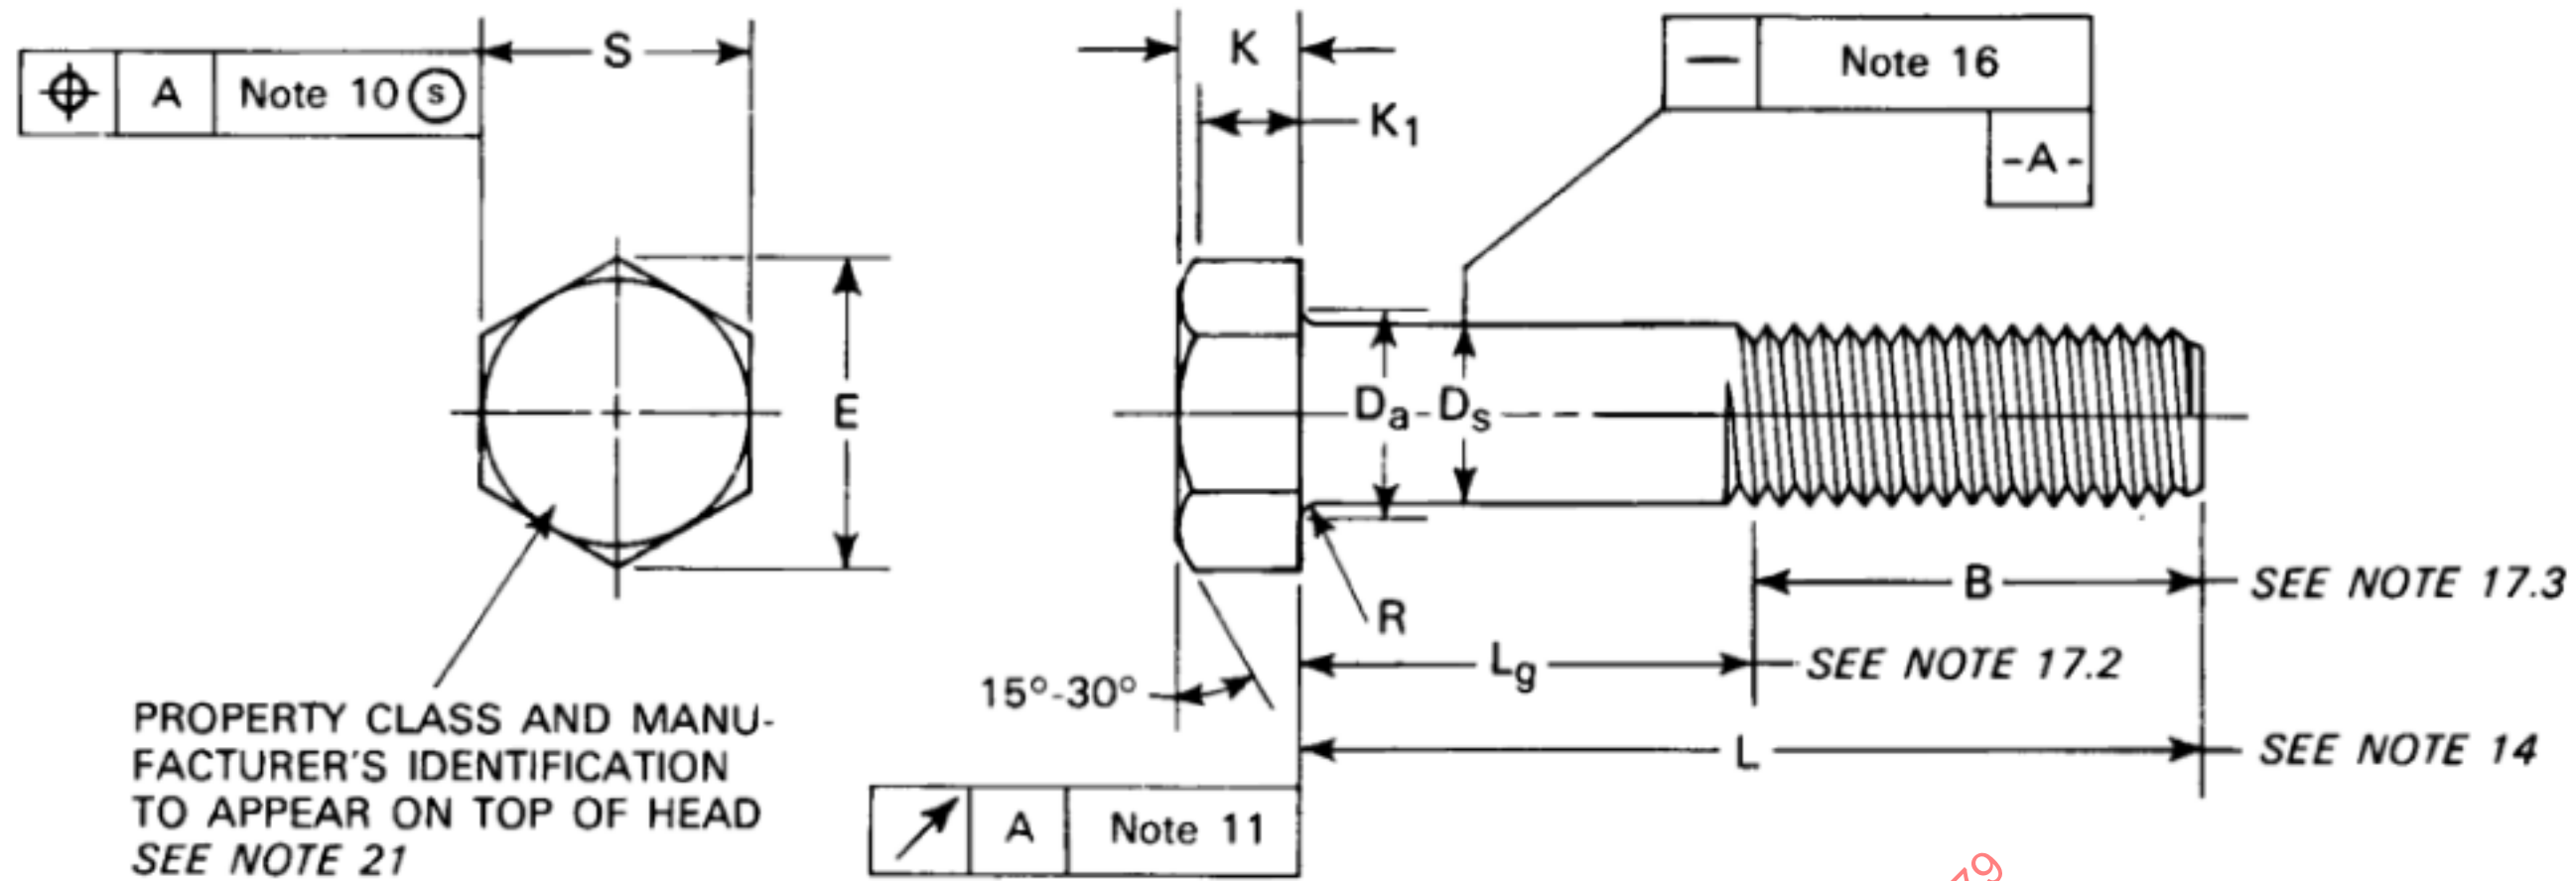 S
A Note 10 Ⓢ
K
K1
— Note 16
-A-
E
Da
Ds
R
B SEE NOTE 17.3
Lg SEE NOTE 17.2
15°-30°
L SEE NOTE 14
A Note 11
PROPERTY CLASS AND MANU-
FACTURER'S IDENTIFICATION
TO APPEAR ON TOP OF HEAD
SEE NOTE 21